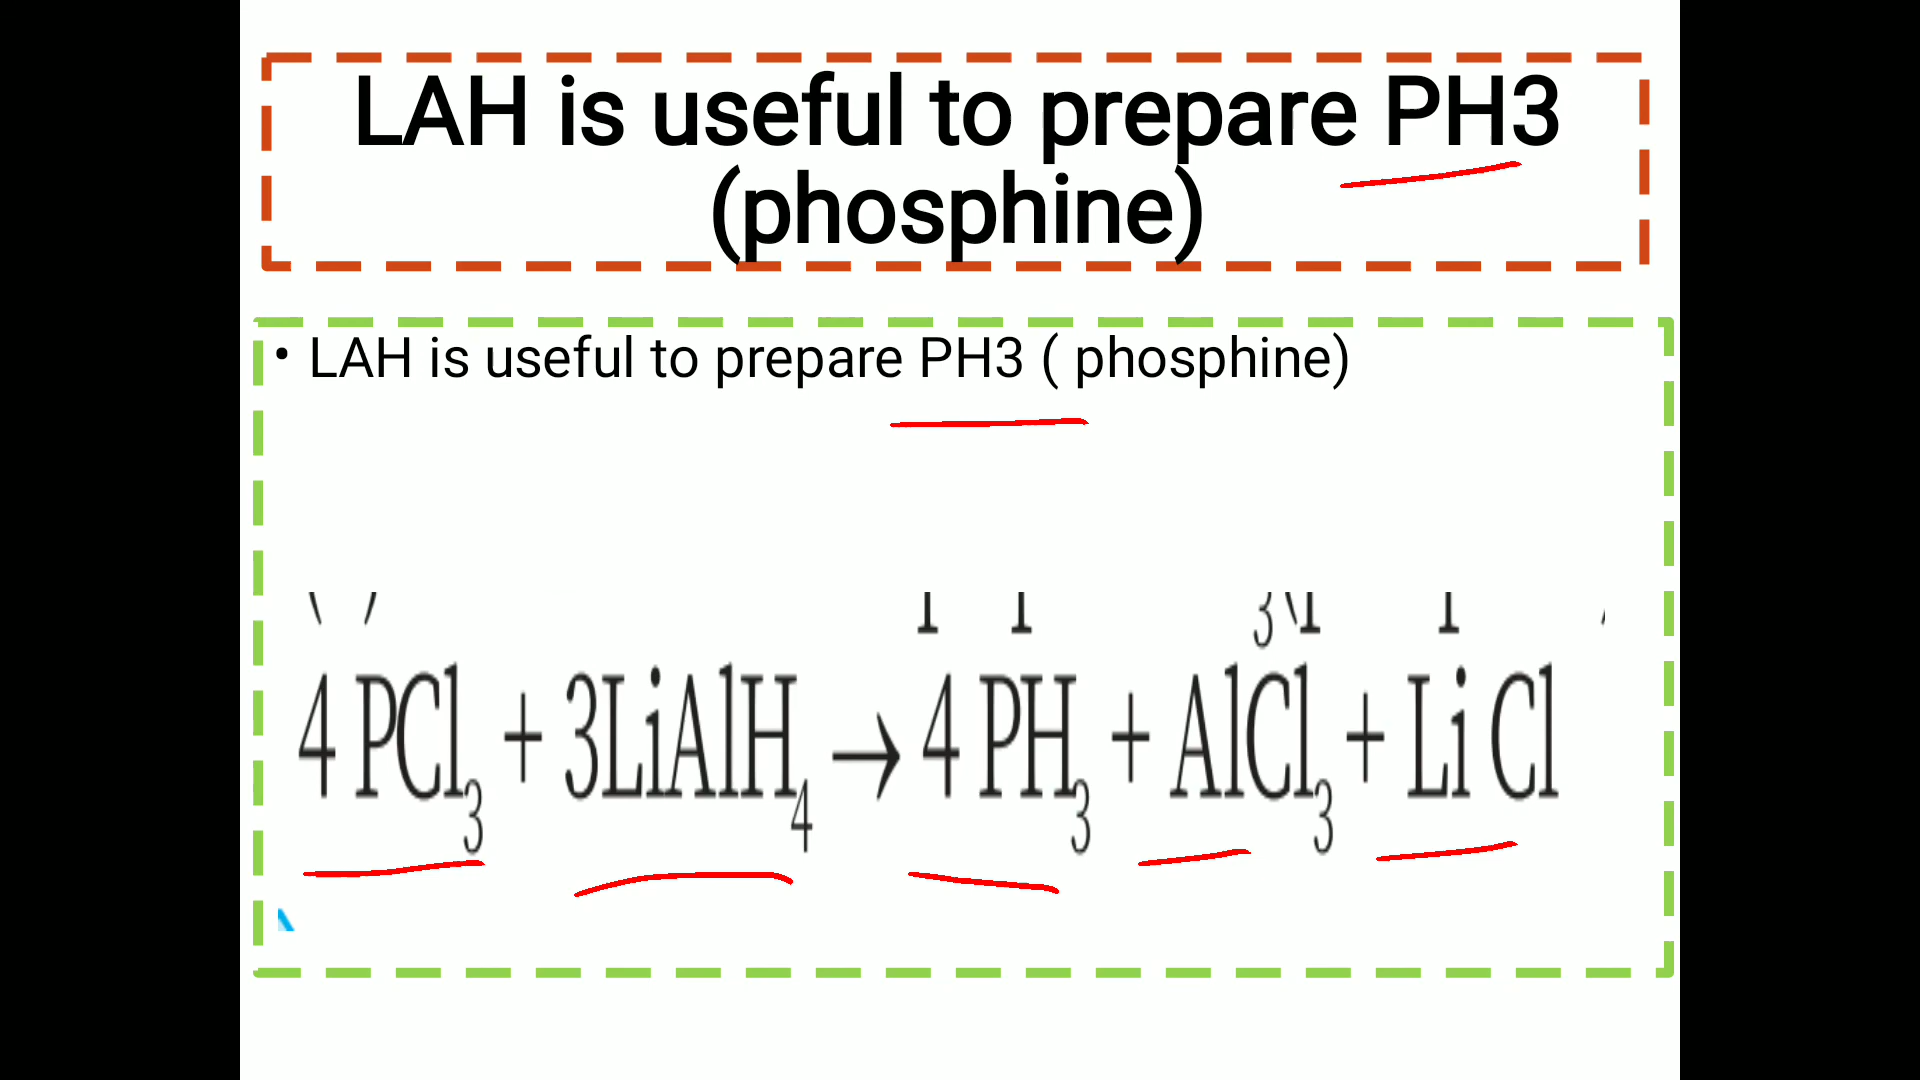 LAH is useful to prepare PH3
(phosphine)
• LAH is useful to prepare PH3 ( phosphine)
4 PCl₃ + 3LiAlH₄ → 4 PH₃ + AlCl₃ + Li Cl